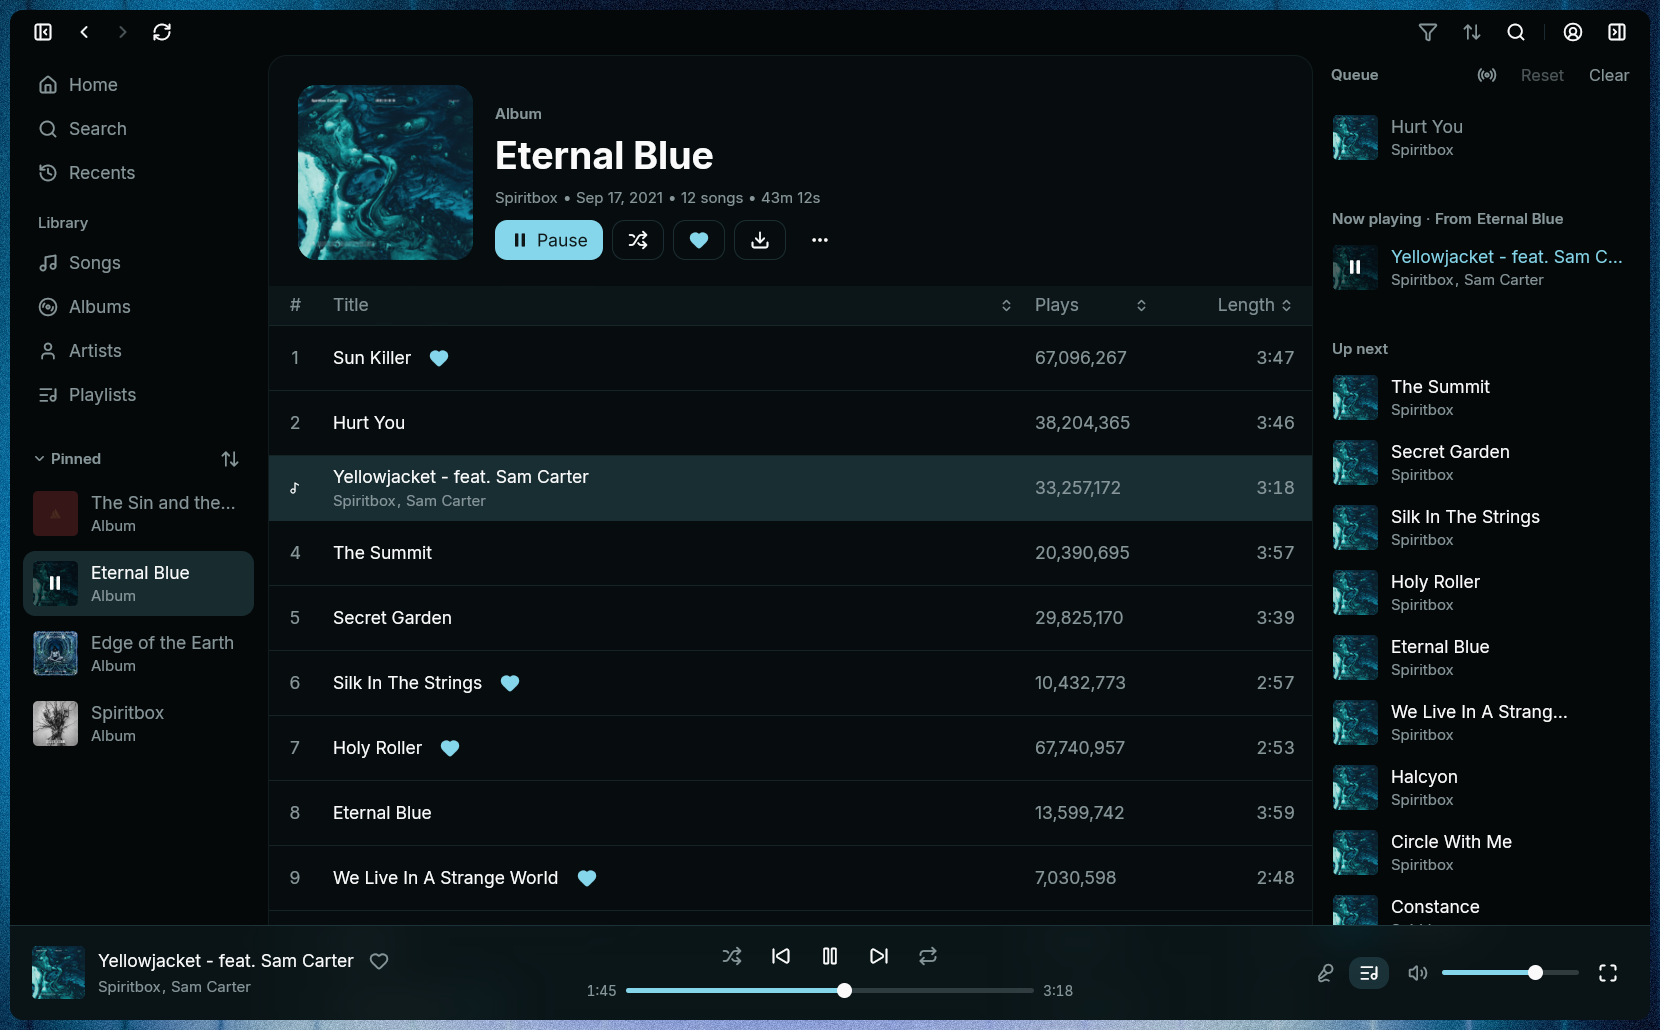 Home
Search
Recents
Library
Songs
Albums
Artists
Playlists
Pinned
The Sin and the...
Album
Eternal Blue
Album
Edge of the Earth
Album
Spiritbox
Album
Album
Eternal Blue
Spiritbox • Sep 17, 2021 • 12 songs • 43m 12s
Pause
# Title Plays Length
1 Sun Killer 67,096,267 3:47
2 Hurt You 38,204,365 3:46
Yellowjacket - feat. Sam Carter 33,257,172 3:18
Spiritbox, Sam Carter
4 The Summit 20,390,695 3:57
5 Secret Garden 29,825,170 3:39
6 Silk In The Strings 10,432,773 2:57
7 Holy Roller 67,740,957 2:53
8 Eternal Blue 13,599,742 3:59
9 We Live In A Strange World 7,030,598 2:48
Queue Reset Clear
Hurt You
Spiritbox
Now playing · From Eternal Blue
Yellowjacket - feat. Sam C...
Spiritbox, Sam Carter
Up next
The Summit
Spiritbox
Secret Garden
Spiritbox
Silk In The Strings
Spiritbox
Holy Roller
Spiritbox
Eternal Blue
Spiritbox
We Live In A Strang...
Spiritbox
Halcyon
Spiritbox
Circle With Me
Spiritbox
Constance
Yellowjacket - feat. Sam Carter
Spiritbox, Sam Carter
1:45 3:18